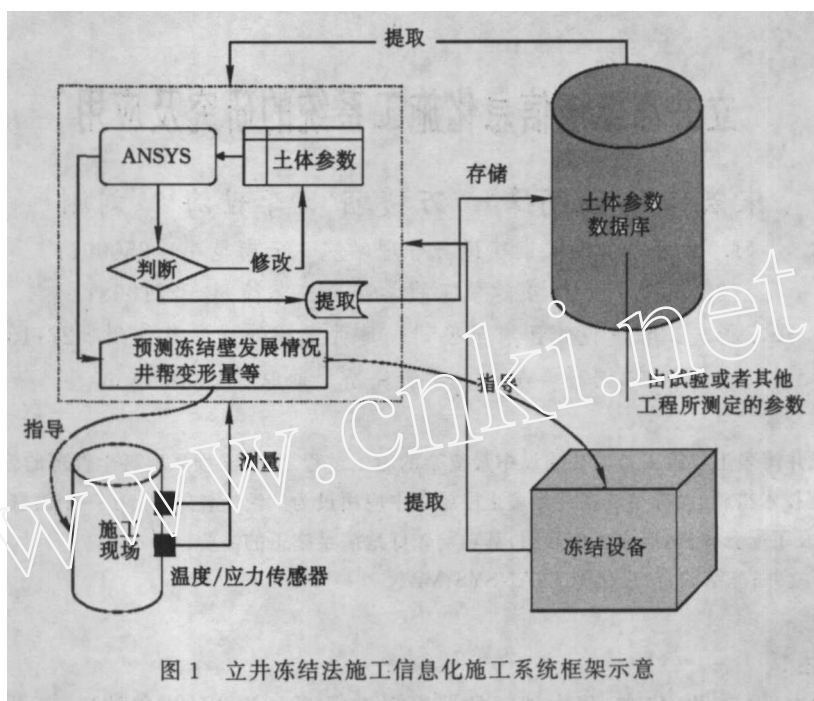 提取
ANSYS
土体参数
存储
土体参数
数据库
判断
修改
提取
预测冻结壁发展情况
井帮变形量等
指导
由试验或者其他
工程所测定的参数
指导
测量
提取
施工
现场
冻结设备
温度/应力传感器
www.cnki.net
图 1 立井冻结法施工信息化施工系统框架示意